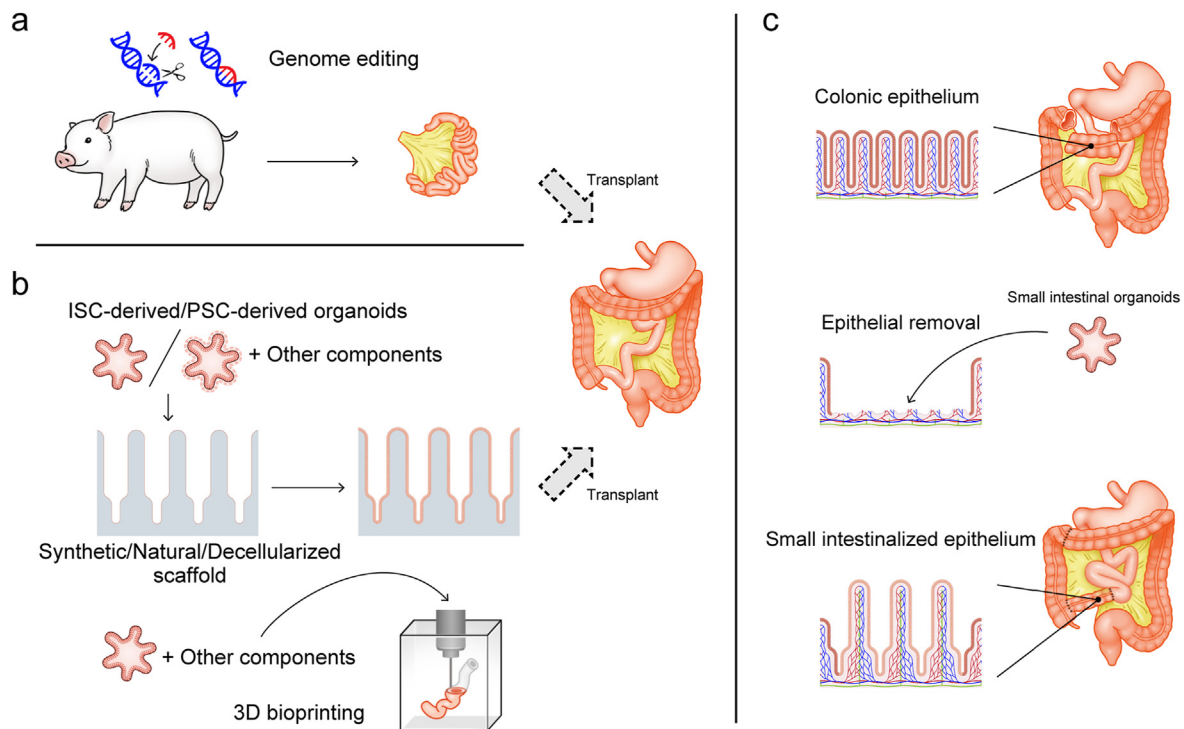 a
Genome editing
Transplant
b
ISC-derived/PSC-derived organoids
+ Other components
Synthetic/Natural/Decellularized
scaffold
Transplant
+ Other components
3D bioprinting
c
Colonic epithelium
Small intestinal organoids
Epithelial removal
Small intestinalized epithelium